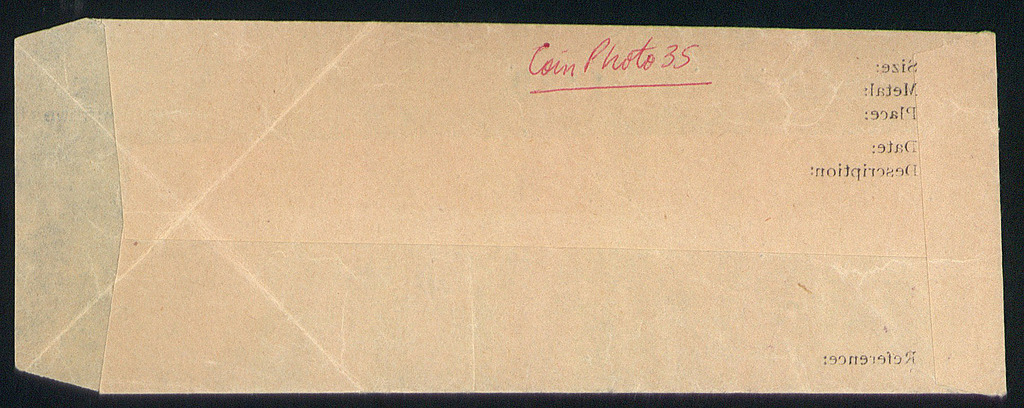 Coin Photo 35
Size:
Metal:
Place:
Date:
Description:
Reference: